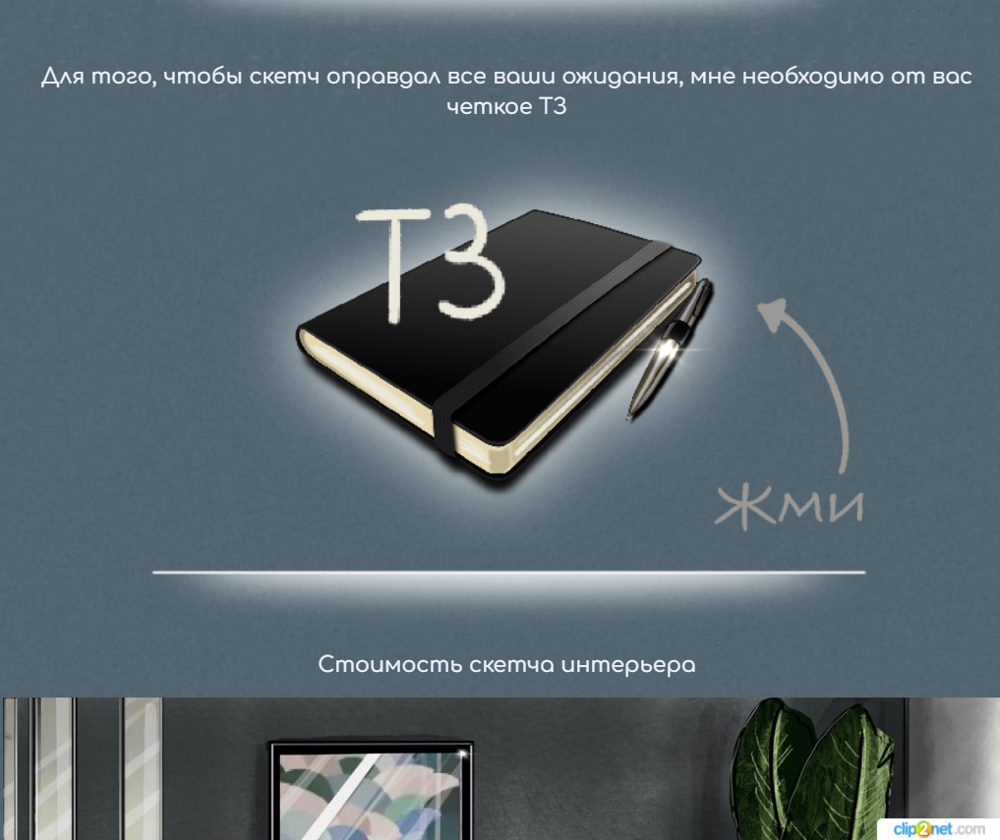 Для того, чтобы скетч оправдал все ваши ожидания, мне необходимо от вас
четкое ТЗ
ТЗ
Жми
Стоимость скетча интерьера
clip2net.com